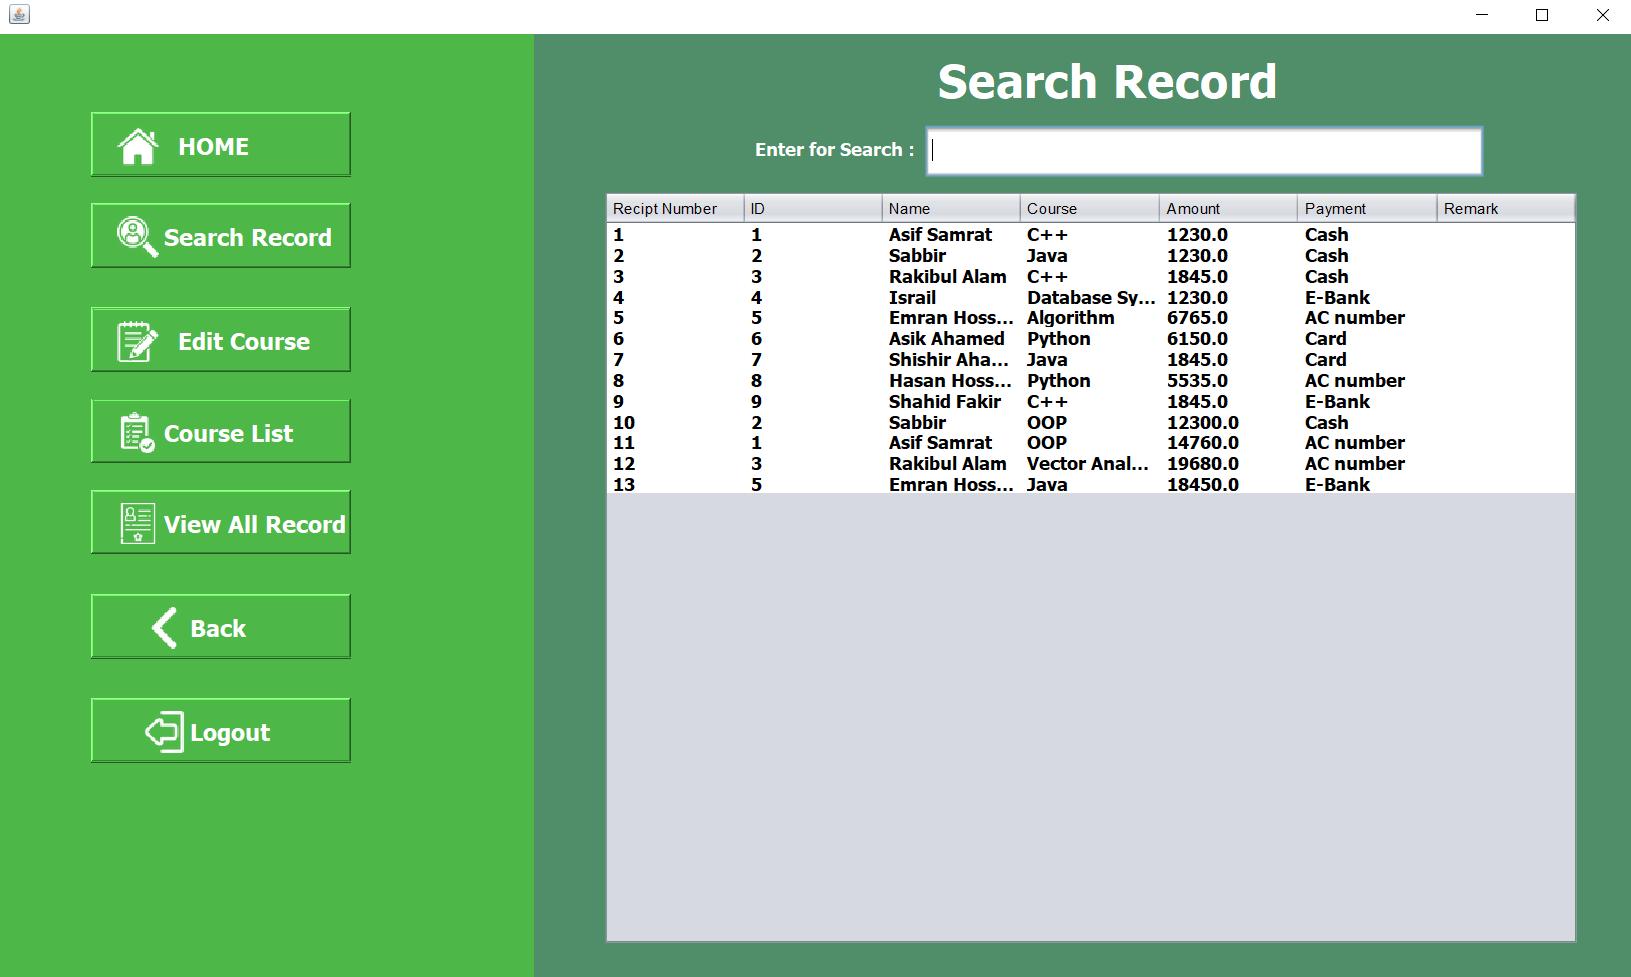 HOME
Search Record
Edit Course
Course List
View All Record
Back
Logout
Search Record
Enter for Search :
Recipt Number ID Name Course Amount Payment Remark
1 1 Asif Samrat C++ 1230.0 Cash
2 2 Sabbir Java 1230.0 Cash
3 3 Rakibul Alam C++ 1845.0 Cash
4 4 Israil Database Sy... 1230.0 E-Bank
5 5 Emran Hoss... Algorithm 6765.0 AC number
6 6 Asik Ahamed Python 6150.0 Card
7 7 Shishir Aha... Java 1845.0 Card
8 8 Hasan Hoss... Python 5535.0 AC number
9 9 Shahid Fakir C++ 1845.0 E-Bank
10 2 Sabbir OOP 12300.0 Cash
11 1 Asif Samrat OOP 14760.0 AC number
12 3 Rakibul Alam Vector Anal... 19680.0 AC number
13 5 Emran Hoss... Java 18450.0 E-Bank